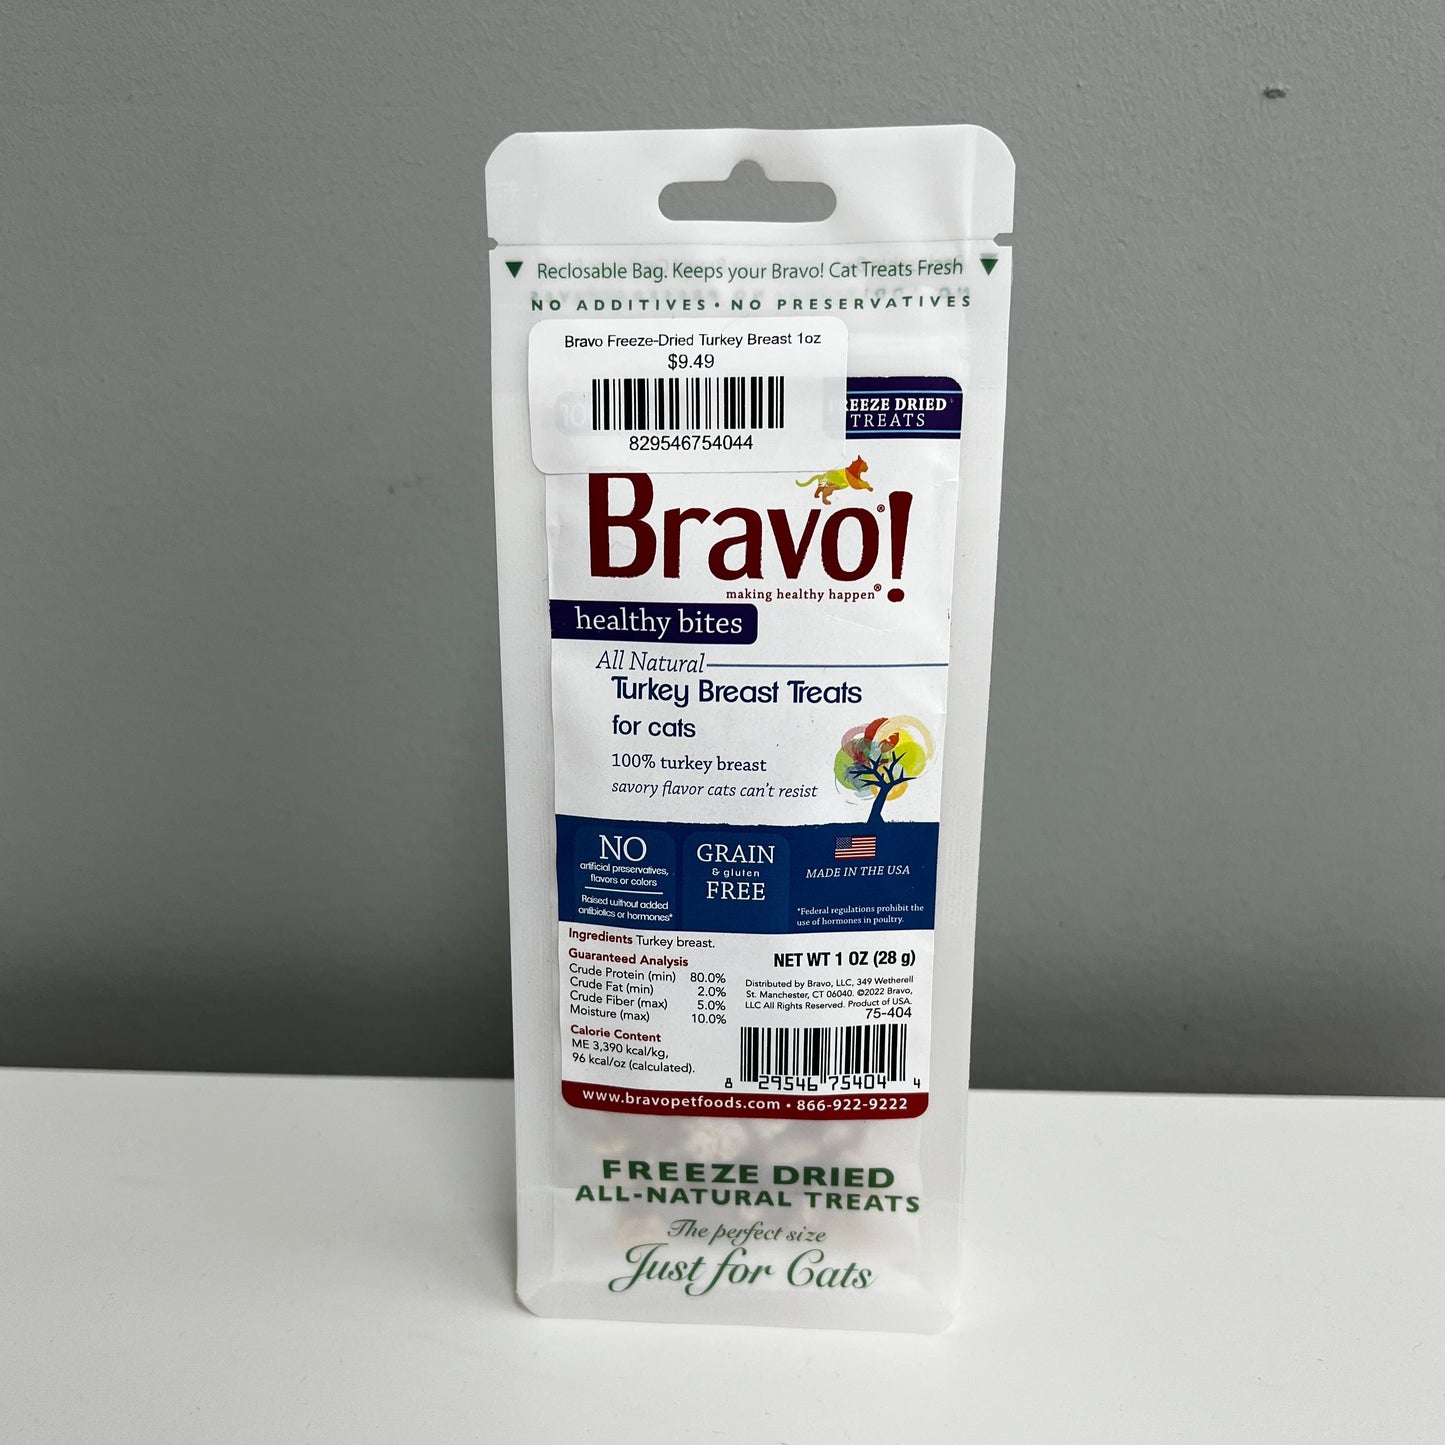 Reclosable Bag. Keeps your Bravo! Cat Treats Fresh
NO ADDITIVES • NO PRESERVATIVES
Bravo Freeze-Dried Turkey Breast 1oz
$9.49
829546754044
10
FREEZE DRIED
TREATS
Bravo!®
making healthy happen®
healthy bites
All Natural
Turkey Breast Treats
for cats
100% turkey breast
savory flavor cats can't resist
NO
artificial preservatives,
flavors or colors
Raised without added
antibiotics or hormones*
GRAIN
& gluten
FREE
MADE IN THE USA
*Federal regulations prohibit the
use of hormones in poultry.
Ingredients Turkey breast.
Guaranteed Analysis
Crude Protein (min) 80.0%
Crude Fat (min) 2.0%
Crude Fiber (max) 5.0%
Moisture (max) 10.0%
Calorie Content
ME 3,390 kcal/kg,
96 kcal/oz (calculated).
NET WT 1 OZ (28 g)
Distributed by Bravo, LLC, 349 Wetherell
St. Manchester, CT 06040. ©2022 Bravo,
LLC All Rights Reserved. Product of USA.
75-404
8 29546 75404 4
www.bravopetfoods.com • 866-922-9222
FREEZE DRIED
ALL-NATURAL TREATS
The perfect size
Just for Cats